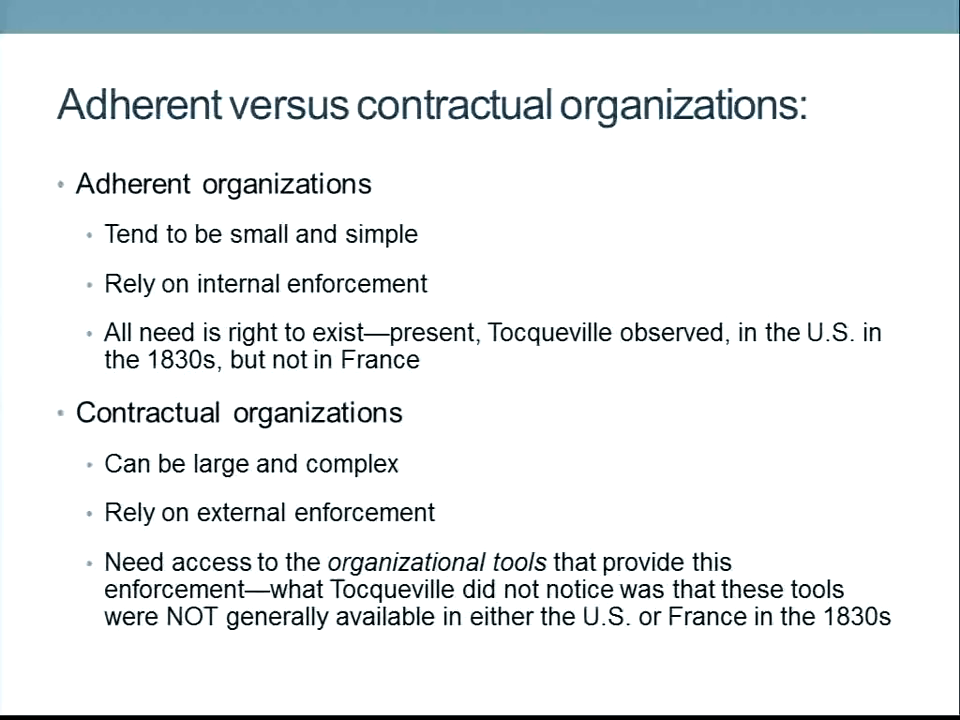 Adherent versus contractual organizations:
• Adherent organizations
• Tend to be small and simple
• Rely on internal enforcement
• All need is right to exist—present, Tocqueville observed, in the U.S. in
the 1830s, but not in France
• Contractual organizations
• Can be large and complex
• Rely on external enforcement
• Need access to the organizational tools that provide this
enforcement—what Tocqueville did not notice was that these tools
were NOT generally available in either the U.S. or France in the 1830s